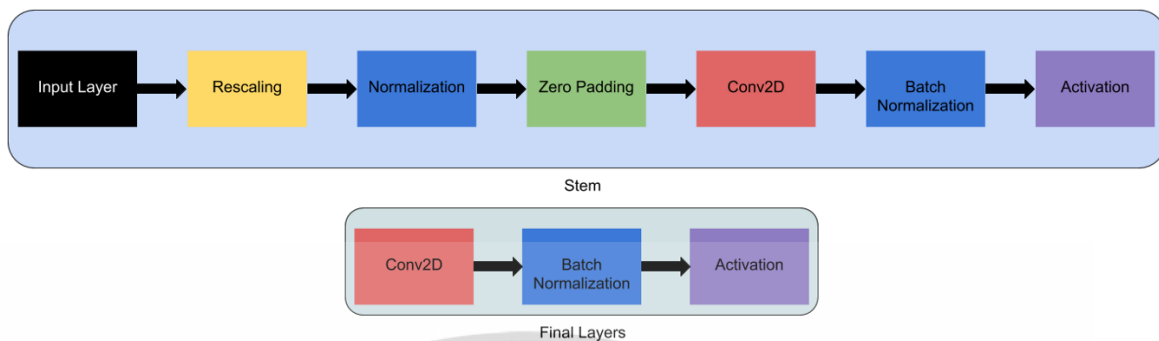 Input Layer
Rescaling
Normalization
Zero Padding
Conv2D
Batch
Normalization
Activation
Stem
Conv2D
Batch
Normalization
Activation
Final Layers